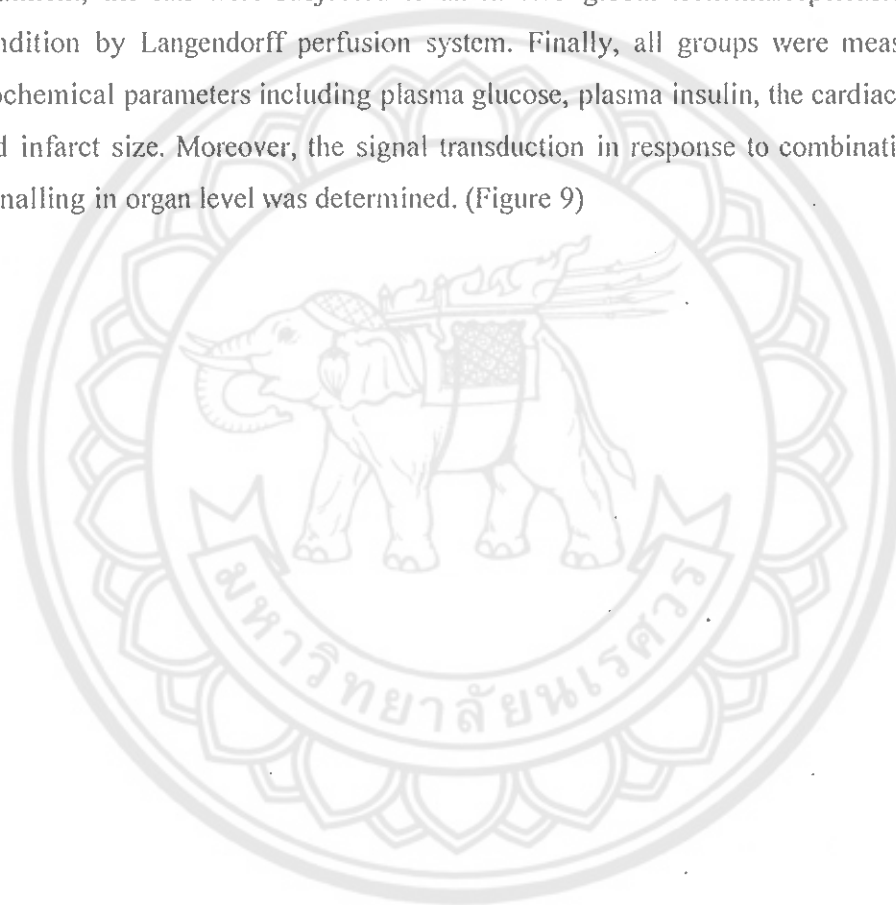 ndition by Langendorff perfusion system. Finally, all groups were meas
ochemical parameters including plasma glucose, plasma insulin, the cardiac
d infarct size. Moreover, the signal transduction in response to combinati
nalling in organ level was determined. (Figure 9)
มหาวิทยาลัยนเรศวร